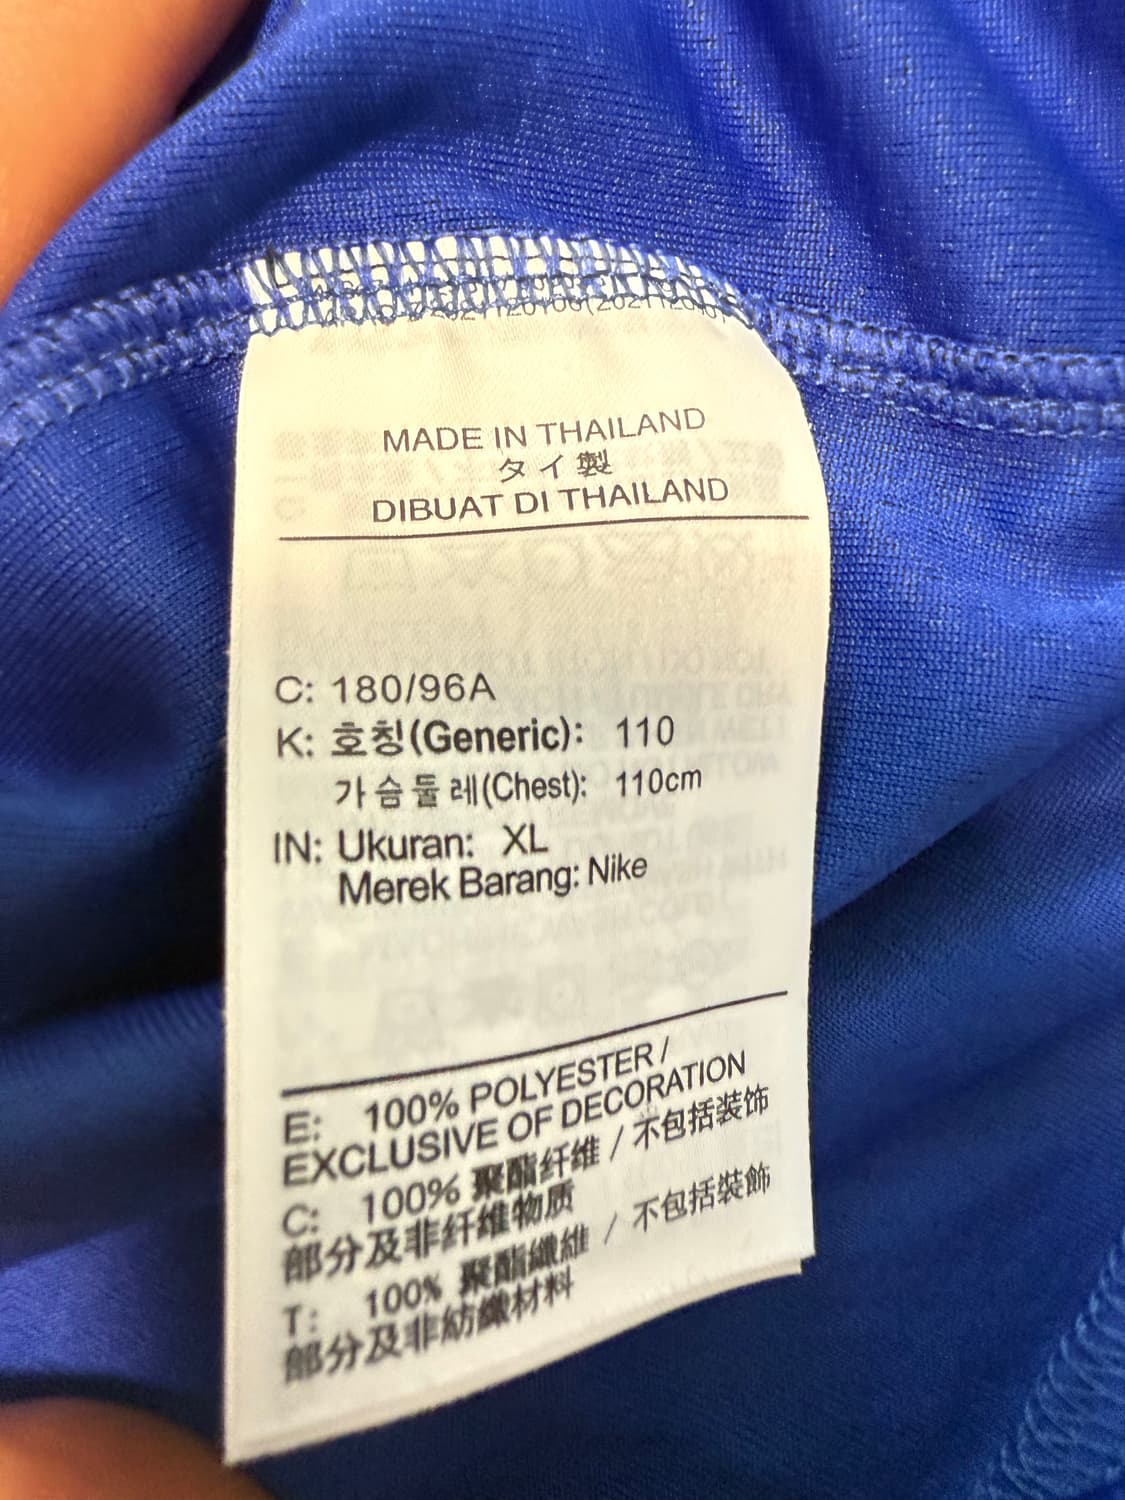 MADE IN THAILAND
タイ製
DIBUAT DI THAILAND
C: 180/96A
K: 호칭(Generic): 110
가슴둘레(Chest): 110cm
IN: Ukuran: XL
Merek Barang: Nike
E: 100% POLYESTER /
EXCLUSIVE OF DECORATION
C: 100% 聚酯纤维 / 不包括装饰
部分及非纤维物质
T: 100% 聚酯纖維 / 不包括裝飾
部分及非紡織材料